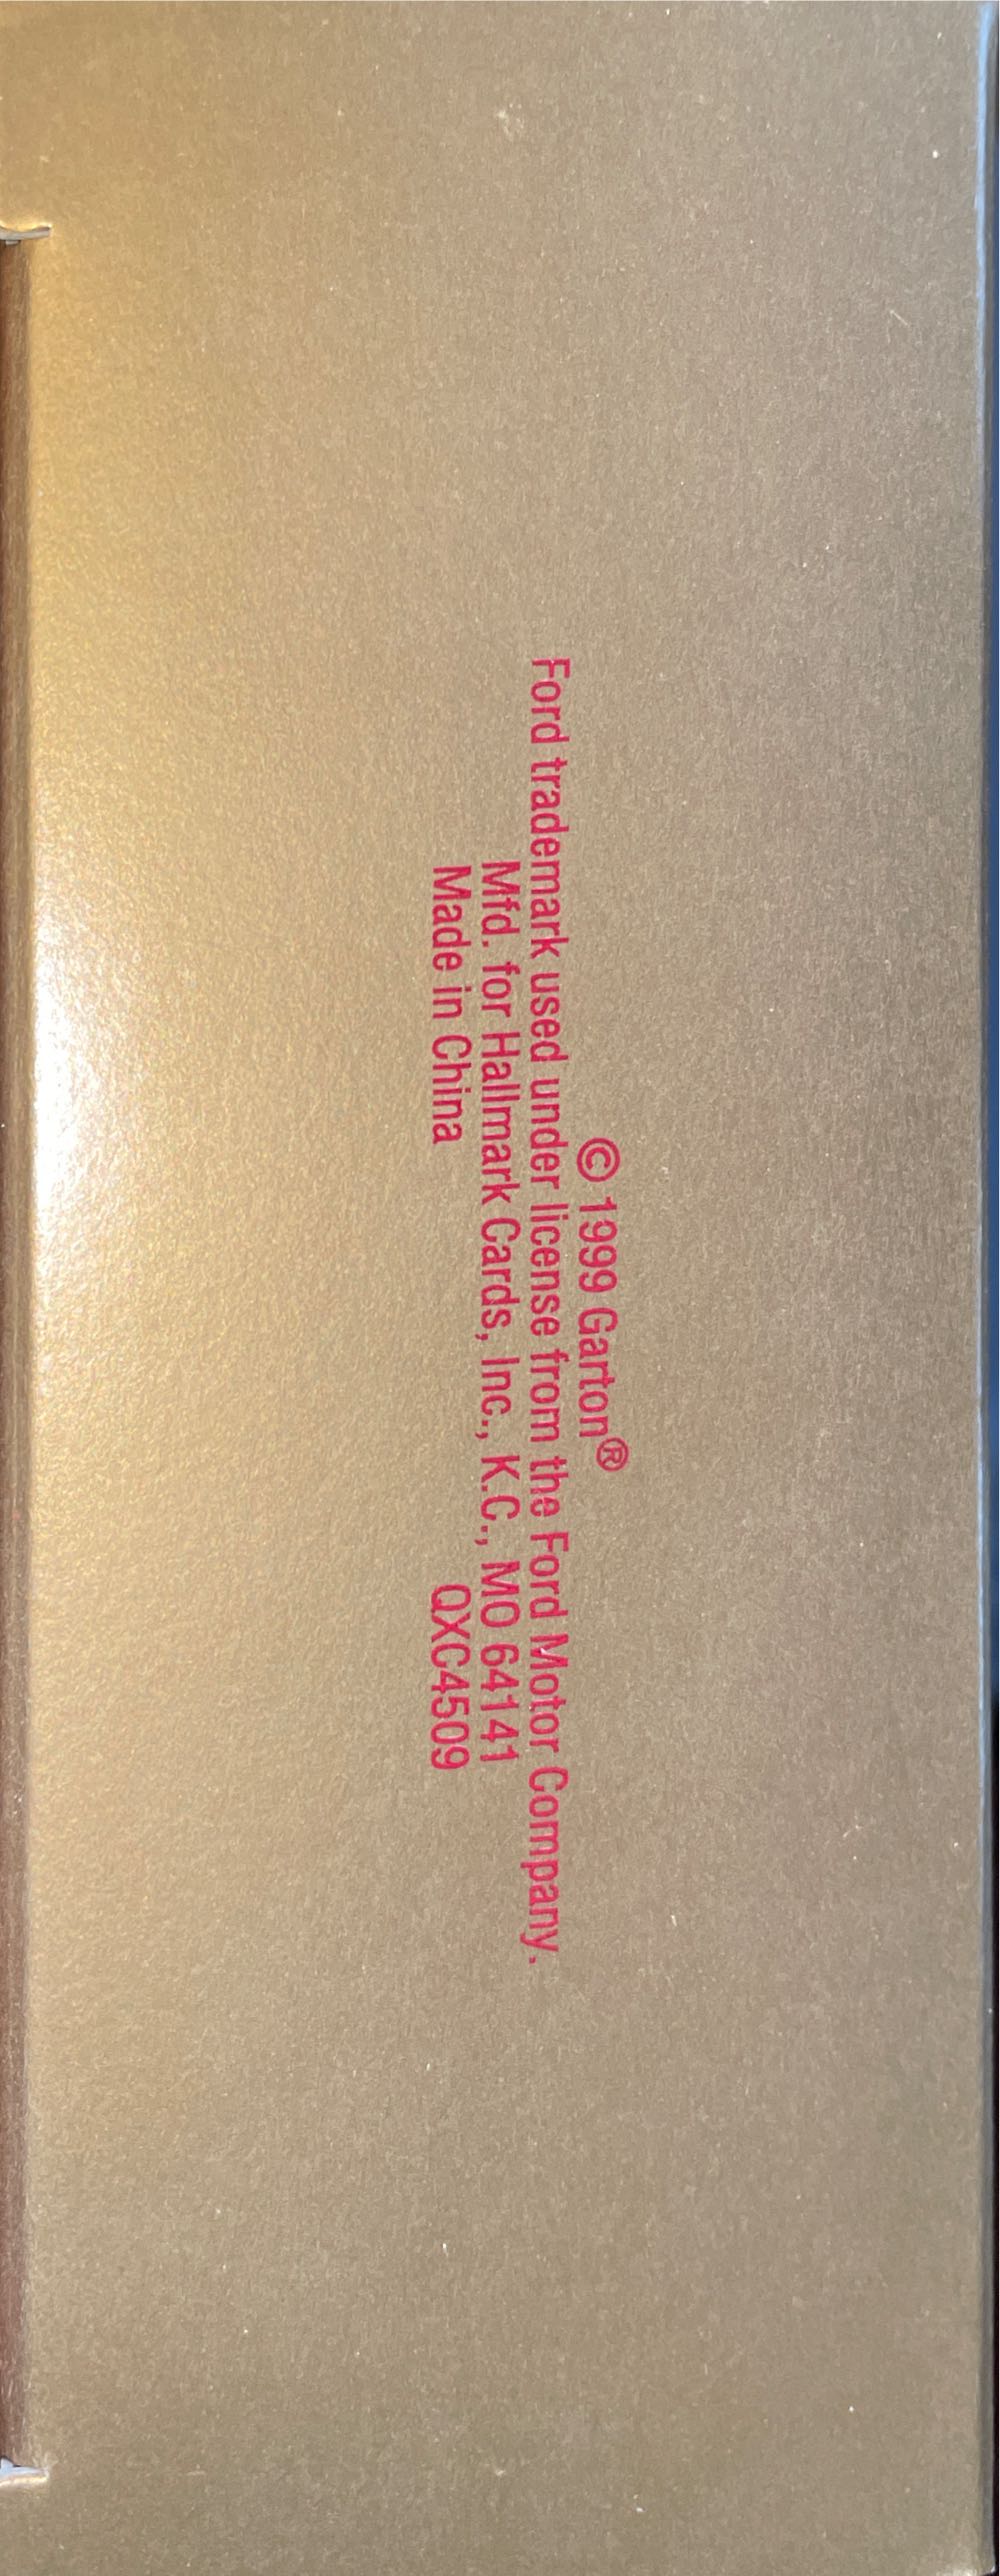 © 1999 Garton®
Ford trademark used under license from the Ford Motor Company.
Mfd. for Hallmark Cards, Inc., K.C., MO 64141
Made in China QXC4509